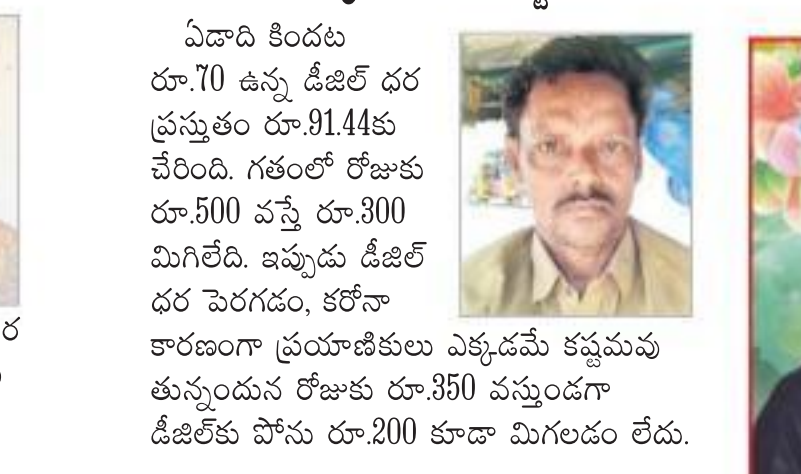 ఏడాది కిందట
రూ.70 ఉన్న డీజిల్ ధర
ప్రస్తుతం రూ.91.44కు
చేరింది. గతంలో రోజుకు
రూ.500 వస్తే రూ.300
మిగిలేది. ఇప్పుడు డీజిల్
ధర పెరగడం, కరోనా
కారణంగా ప్రయాణికులు ఎక్కడమే కష్టమవు
తున్నందున రోజుకు రూ.350 వస్తుండగా
డీజిల్‌కు పోను రూ.200 కూడా మిగలడం లేదు.